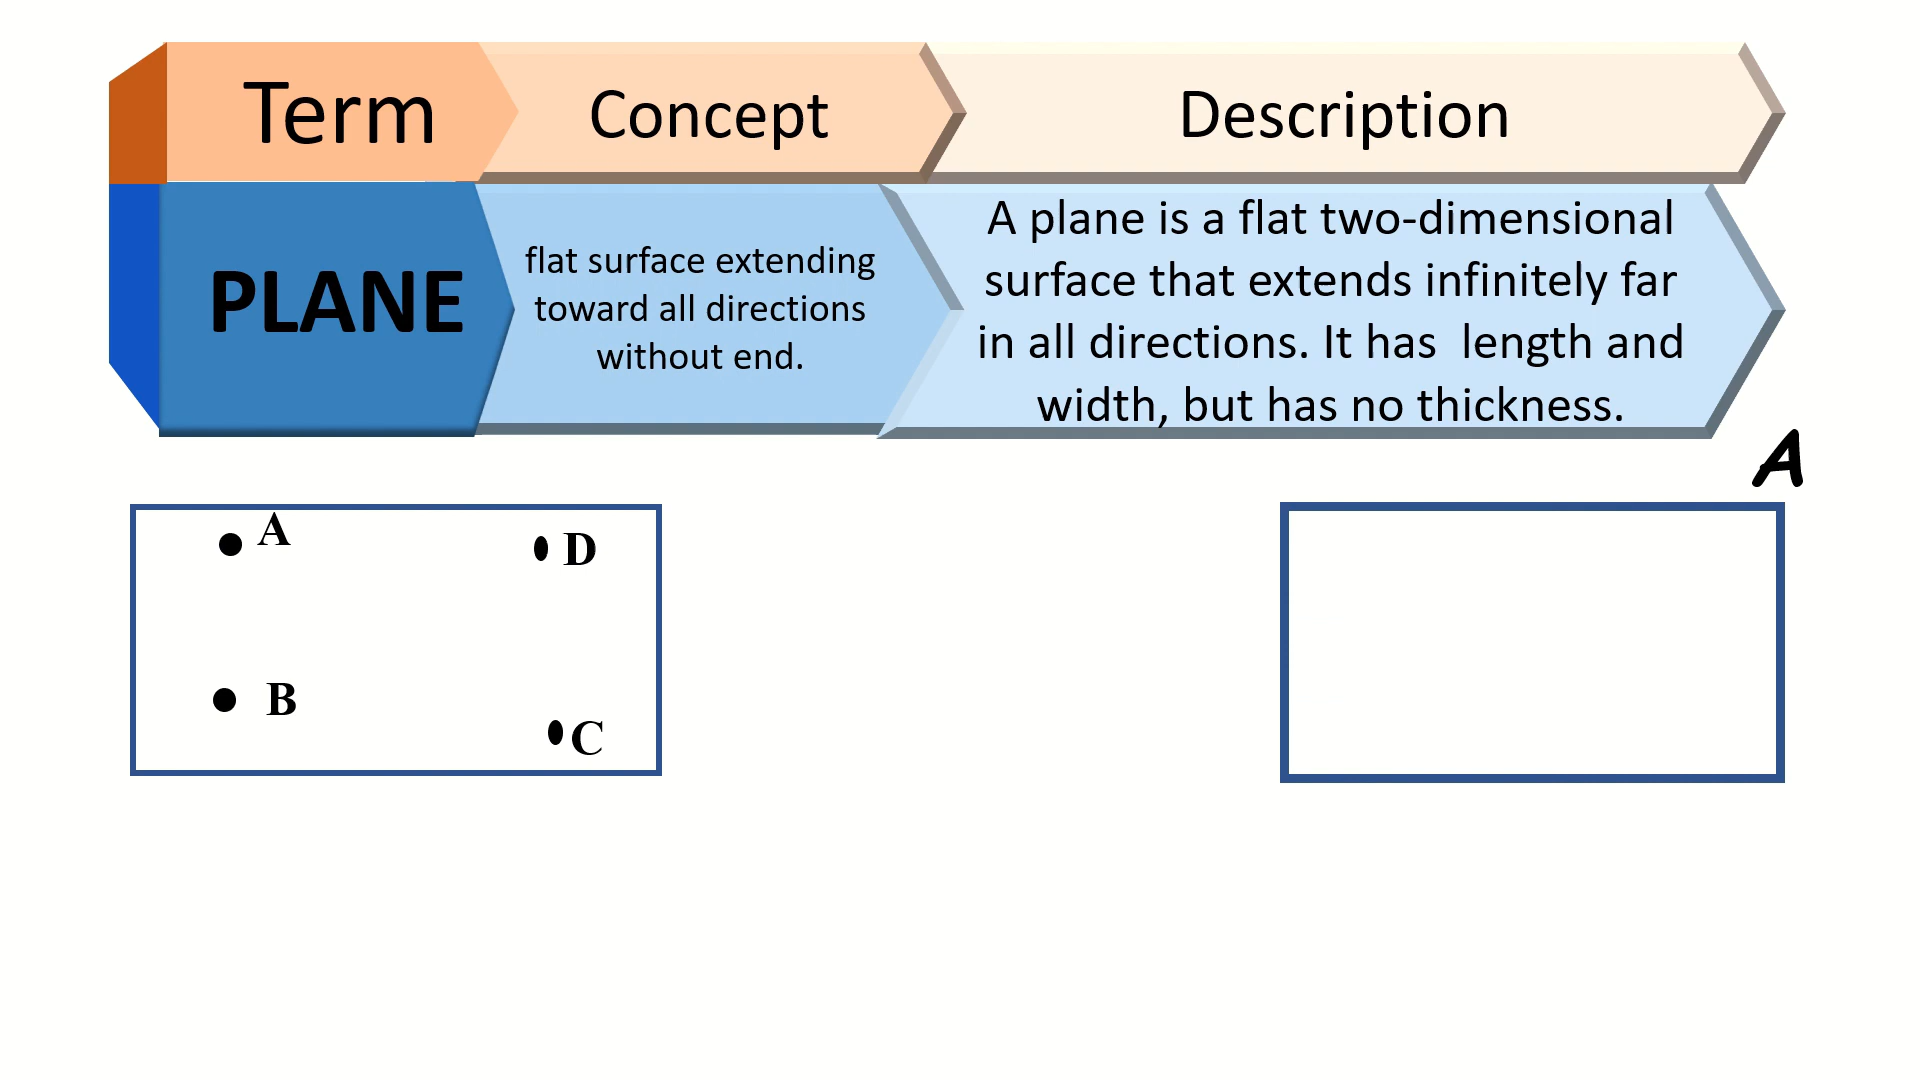 Term
Concept
Description
PLANE
flat surface extending
toward all directions
without end.
A plane is a flat two-dimensional
surface that extends infinitely far
in all directions. It has  length and
width, but has no thickness.
A
A
D
B
C